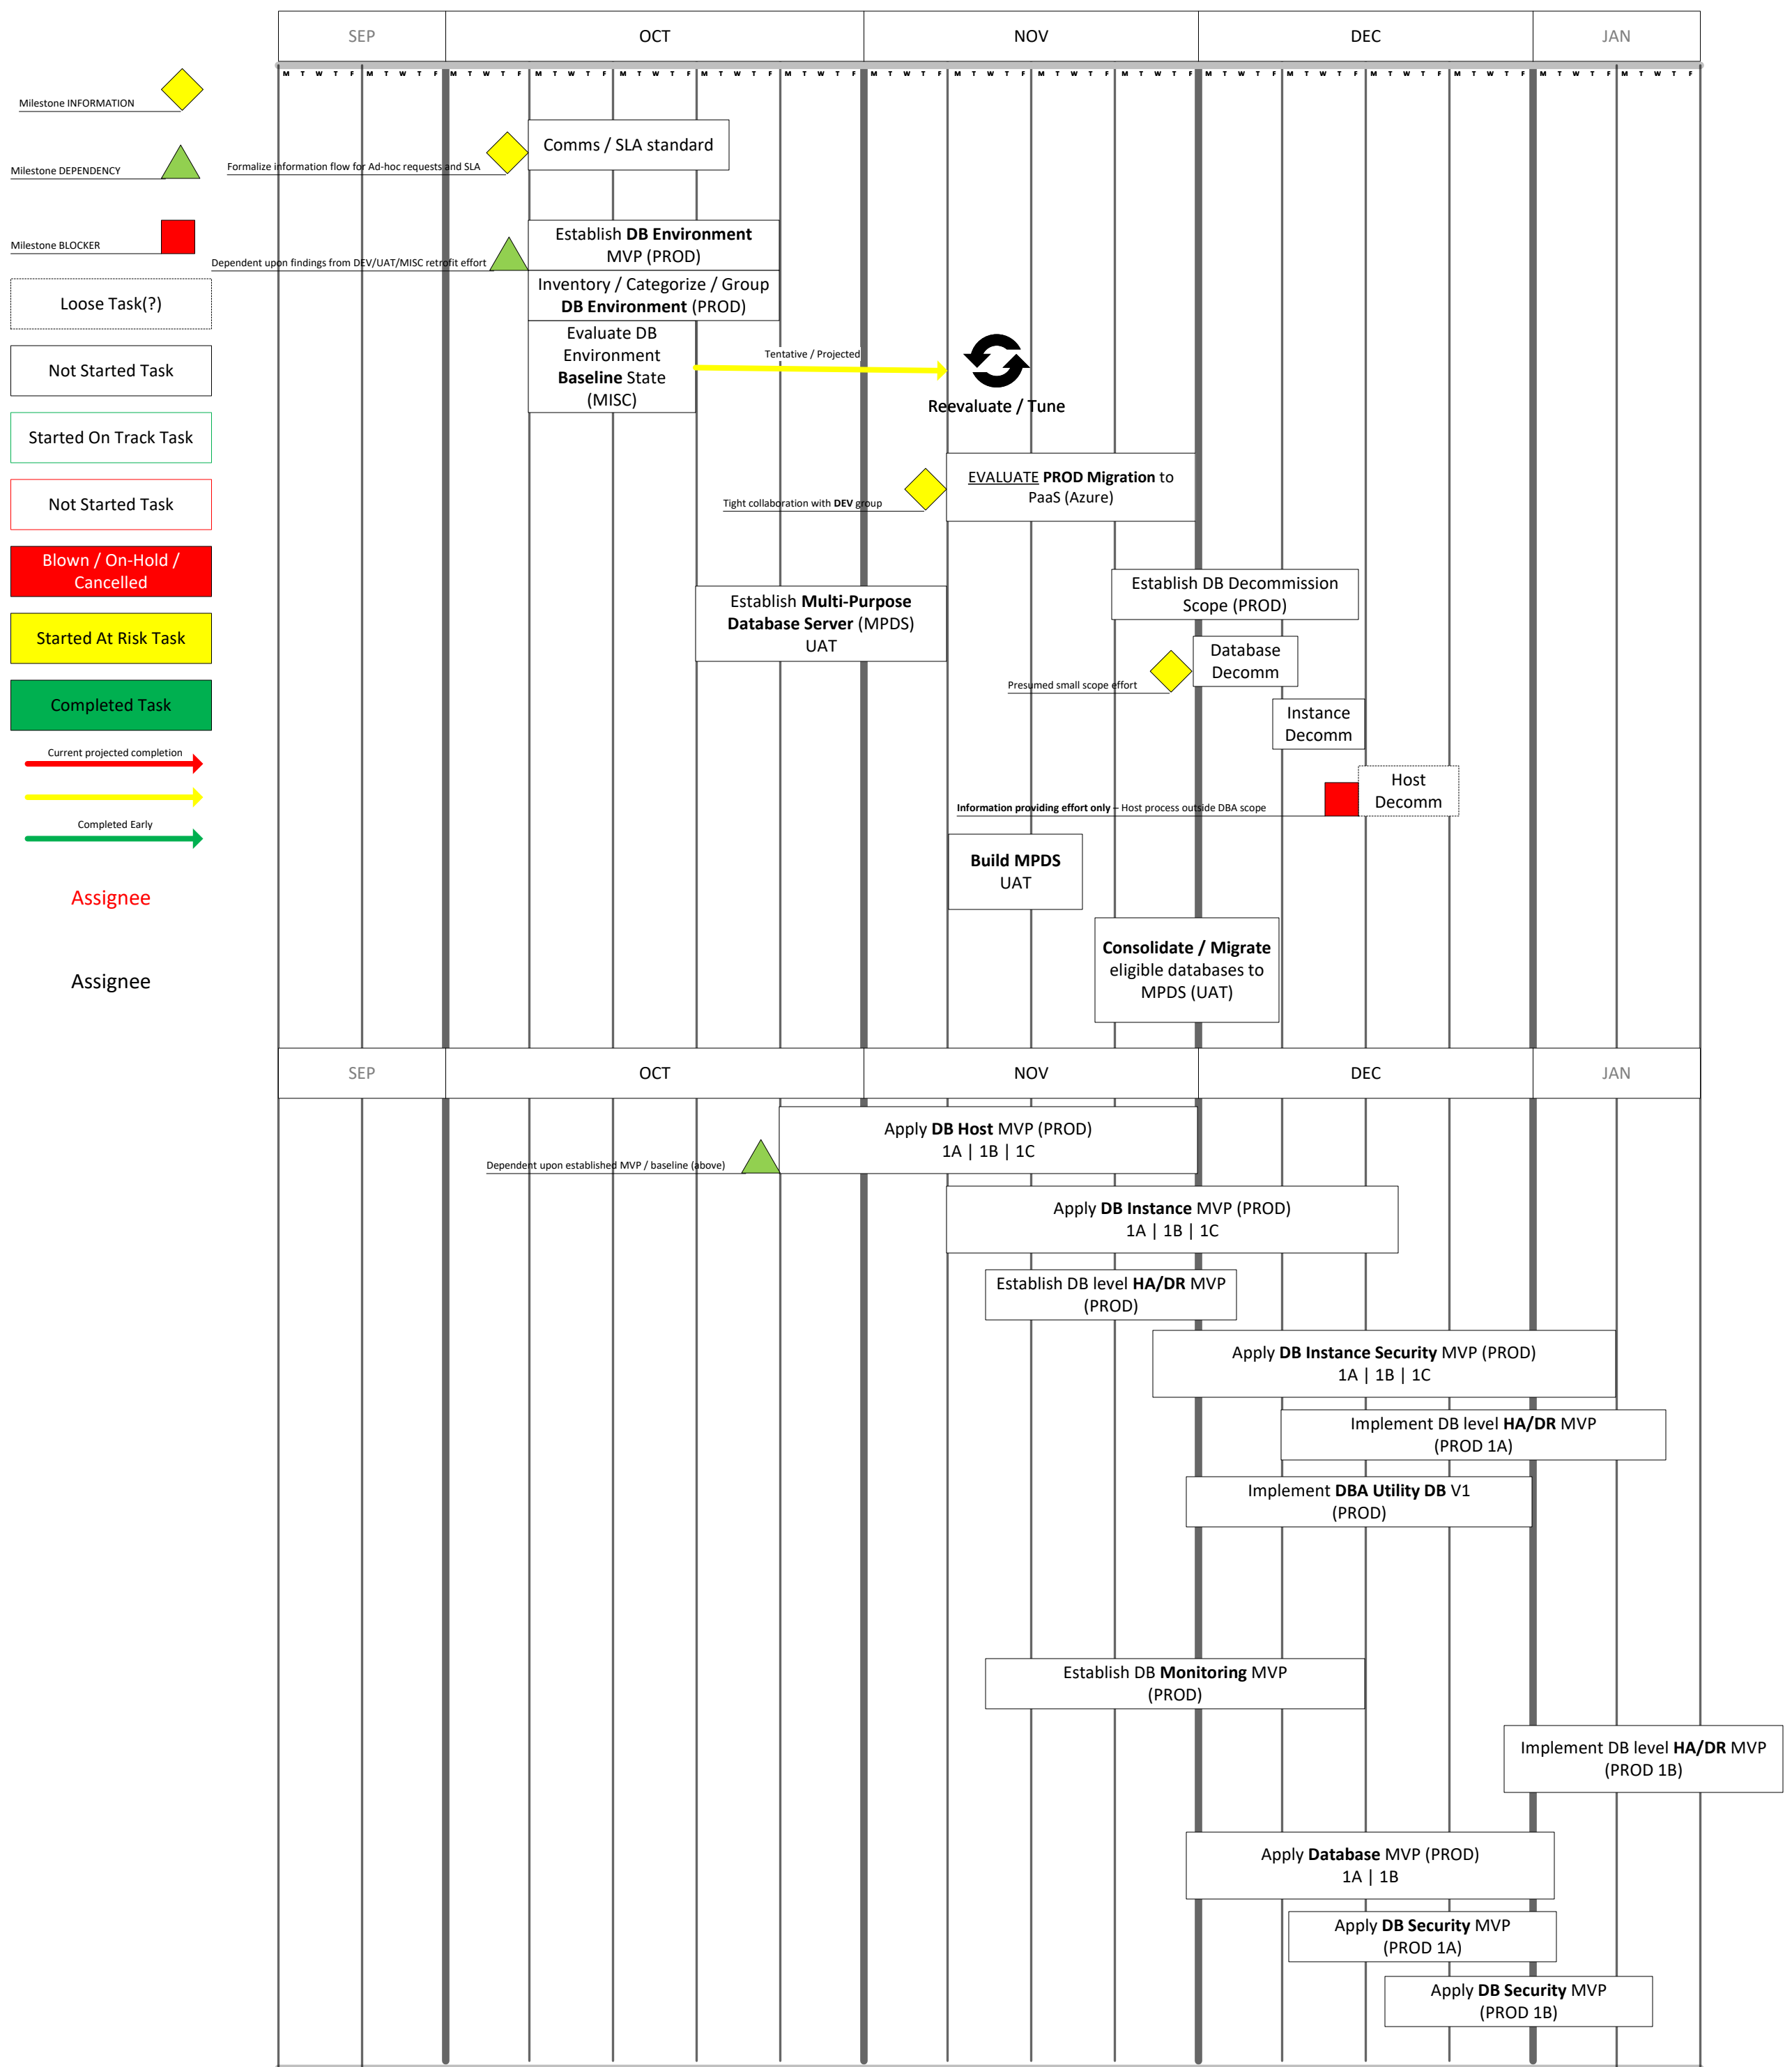 SEP OCT NOV DEC JAN
M T W T F M T W T F M T W T F M T W T F M T W T F M T W T F M T W T F M T W T F M T W T F M T W T F M T W T F M T W T F M T W T F M T W T F M T W T F M T W T F M T W T F
Milestone INFORMATION
Milestone DEPENDENCY
Milestone BLOCKER
Loose Task(?)
Not Started Task
Started On Track Task
Not Started Task
Blown / On-Hold /
Cancelled
Started At Risk Task
Completed Task
Current projected completion
Completed Early
Assignee
Assignee
Formalize information flow for Ad-hoc requests and SLA
Comms / SLA standard
Dependent upon findings from DEV/UAT/MISC retrofit effort
Establish DB Environment
MVP (PROD)
Inventory / Categorize / Group
DB Environment (PROD)
Evaluate DB
Environment
Baseline State
(MISC)
Tentative / Projected
Reevaluate / Tune
Tight collaboration with DEV group
EVALUATE PROD Migration to
PaaS (Azure)
Establish DB Decommission
Scope (PROD)
Establish Multi-Purpose
Database Server (MPDS)
UAT
Presumed small scope effort
Database
Decomm
Instance
Decomm
Information providing effort only – Host process outside DBA scope
Host
Decomm
Build MPDS
UAT
Consolidate / Migrate
eligible databases to
MPDS (UAT)
SEP OCT NOV DEC JAN
Dependent upon established MVP / baseline (above)
Apply DB Host MVP (PROD)
1A | 1B | 1C
Apply DB Instance MVP (PROD)
1A | 1B | 1C
Establish DB level HA/DR MVP
(PROD)
Apply DB Instance Security MVP (PROD)
1A | 1B | 1C
Implement DB level HA/DR MVP
(PROD 1A)
Implement DBA Utility DB V1
(PROD)
Establish DB Monitoring MVP
(PROD)
Implement DB level HA/DR MVP
(PROD 1B)
Apply Database MVP (PROD)
1A | 1B
Apply DB Security MVP
(PROD 1A)
Apply DB Security MVP
(PROD 1B)